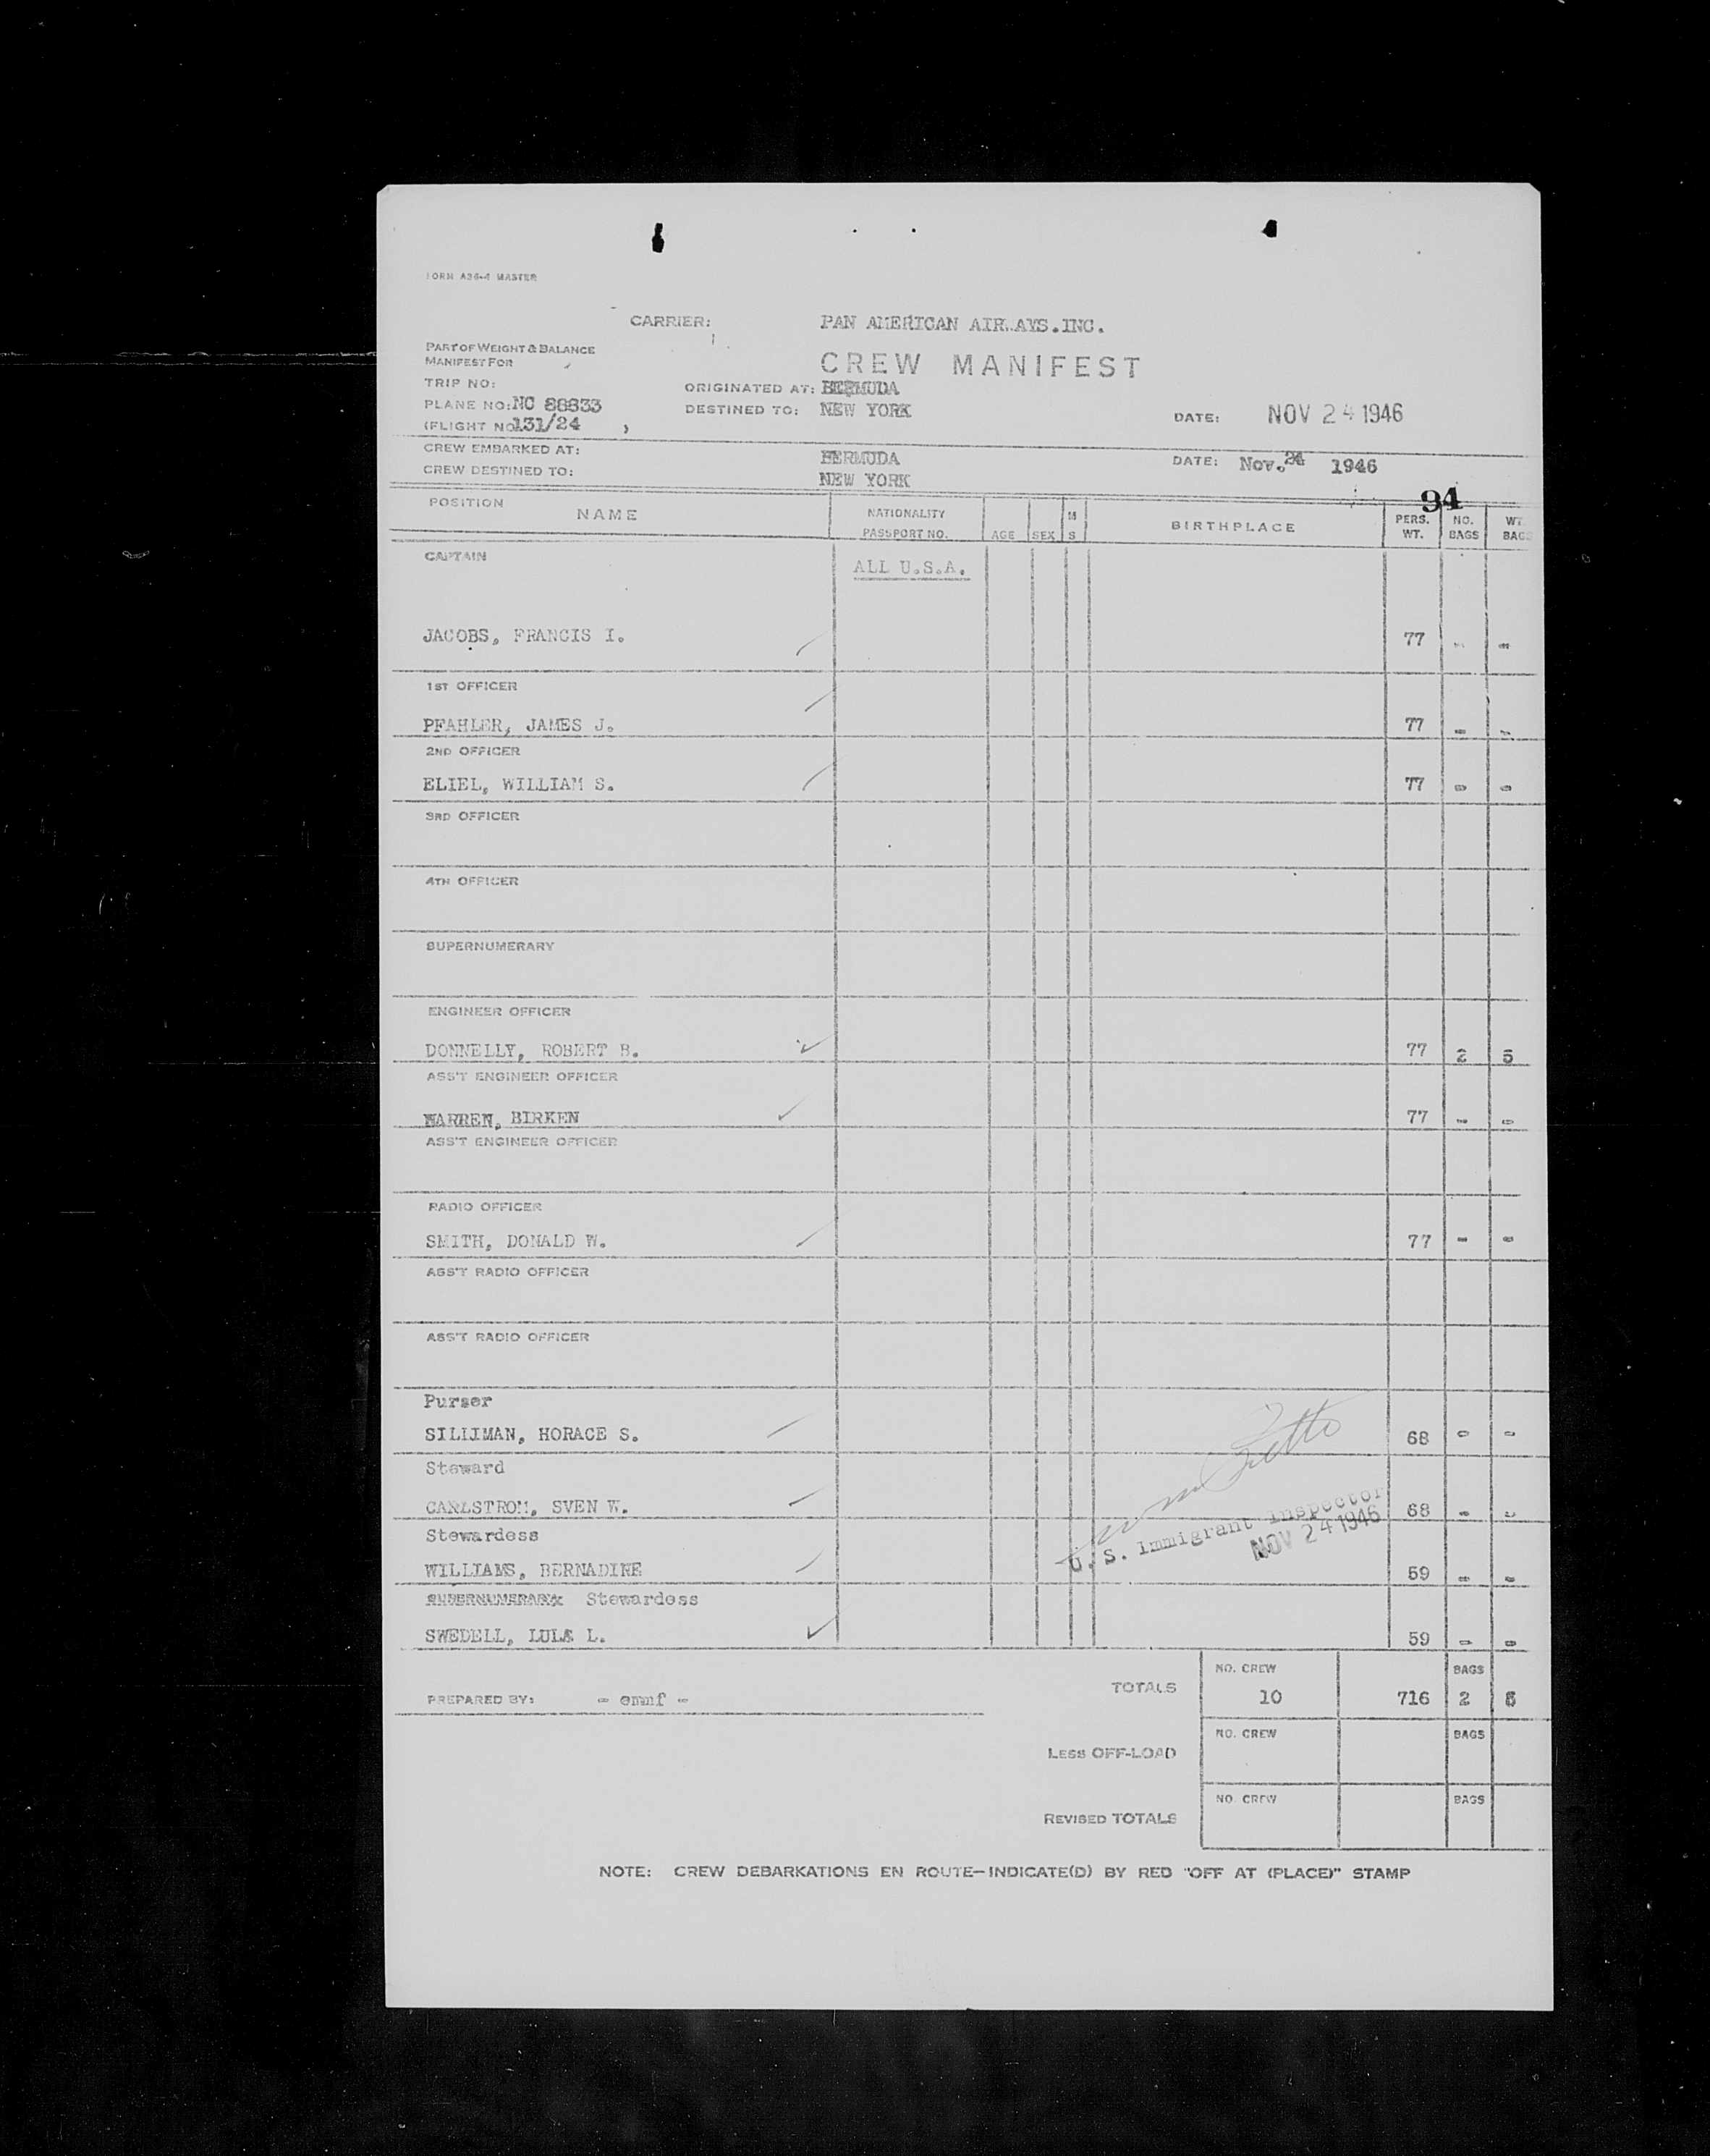 FORM A36-4 MASTER
CARRIER: PAN AMERICAN AIRWAYS.INC.
PART OF WEIGHT & BALANCE
MANIFEST FOR
CREW MANIFEST
TRIP NO:
ORIGINATED AT: BERMUDA
PLANE NO: NC 88833
DESTINED TO: NEW YORK
DATE: NOV 24 1946
(FLIGHT NO 131/24 )
CREW EMBARKED AT: BERMUDA DATE: Nov. 24 1946
CREW DESTINED TO: NEW YORK
94
POSITION NAME NATIONALITY PASSPORT NO. AGE SEX M S BIRTHPLACE PERS. WT. NO. BAGS WT. BAGS
CAPTAIN
ALL U.S.A.
JACOBS, FRANCIS I. 77 - -
1ST OFFICER
PFAHLER, JAMES J. 77 - -
2ND OFFICER
ELIEL, WILLIAM S. 77 - -
3RD OFFICER
4TH OFFICER
SUPERNUMERARY
ENGINEER OFFICER
DONNELLY, ROBERT B. 77 2 5
ASS'T ENGINEER OFFICER
WARREN, BIRKEN 77 - -
ASS'T ENGINEER OFFICER
RADIO OFFICER
SMITH, DONALD W. 77 - -
ASS'T RADIO OFFICER
ASS'T RADIO OFFICER
Purser
SILLIMAN, HORACE S. 68 - -
Steward
CARLSTROM, SVEN W. 68 - -
U. S. Immigrant Inspector
NOV 24 1946
Stewardess
WILLIAMS, BERNADINE 59 - -
SUPERNUMERARY Stewardess
SWEDELL, LULA L. 59 - -
TOTALS NO. CREW 10 716 BAGS 2 5
PREPARED BY: - emmf -
LESS OFF-LOAD NO. CREW BAGS
REVISED TOTALS NO. CREW BAGS
NOTE: CREW DEBARKATIONS EN ROUTE-INDICATE(D) BY RED "OFF AT (PLACE)" STAMP